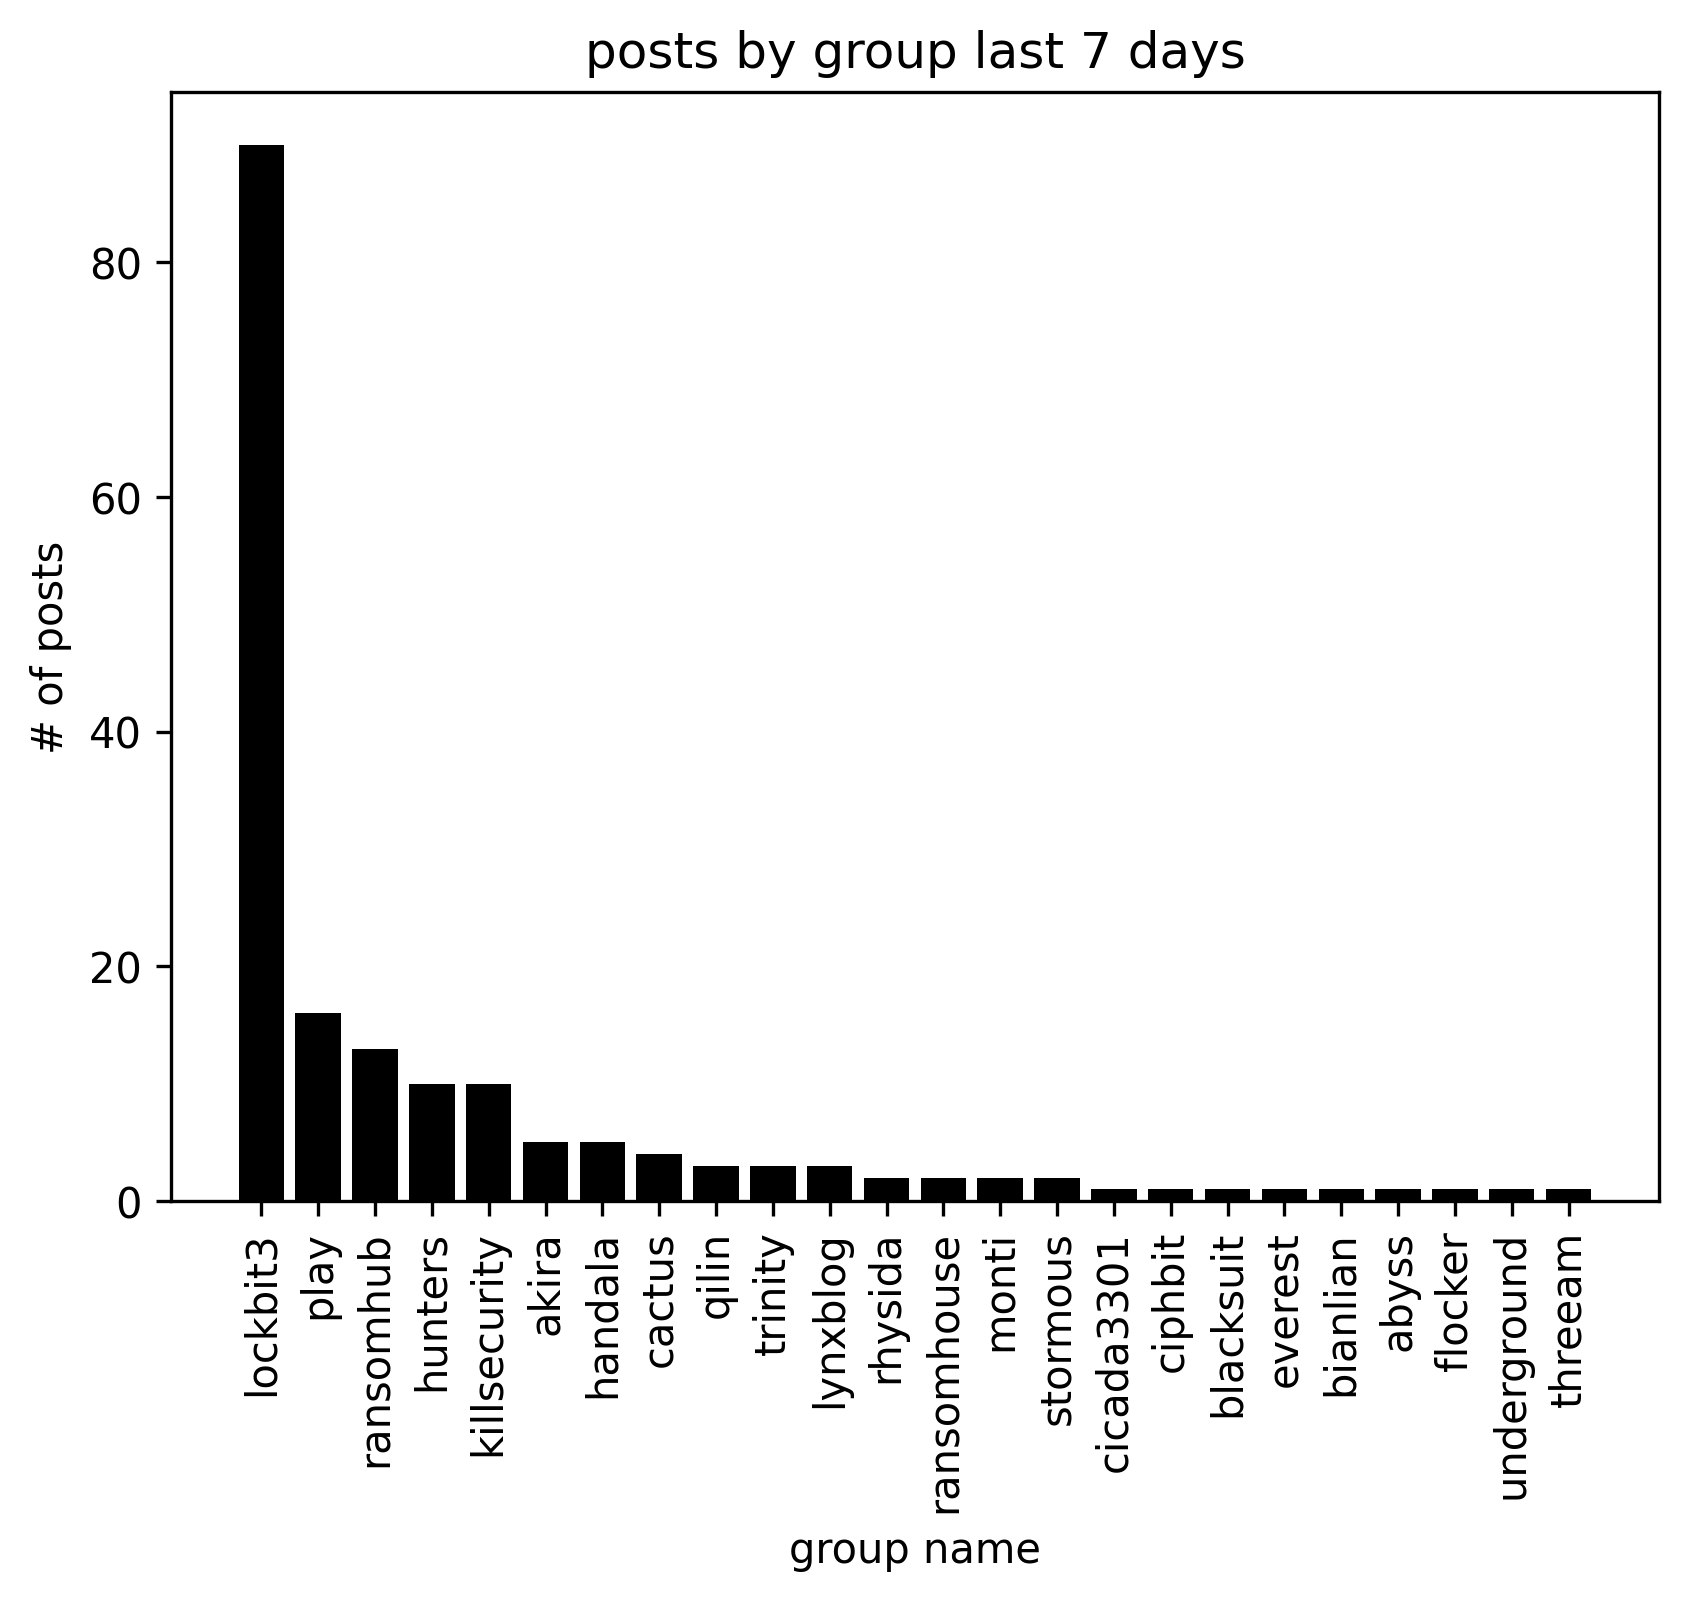 posts by group last 7 days
# of posts
80
60
40
20
0
lockbit3
play
ransomhub
hunters
killsecurity
akira
handala
cactus
qilin
trinity
lynxblog
rhysida
ransomhouse
monti
stormous
cicada3301
ciphbit
blacksuit
everest
bianlian
abyss
flocker
underground
threeam
group name